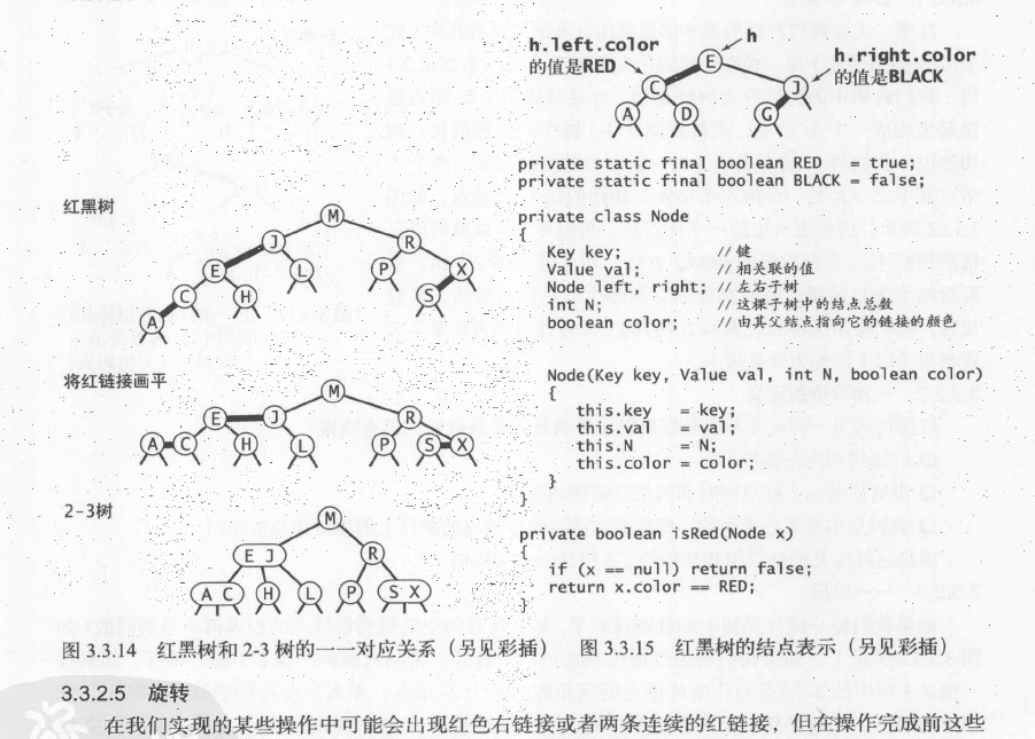 h.left.color
的值是RED
h
h.right.color
的值是BLACK
E
C
J
A
D
G
private static final boolean RED   = true;
private static final boolean BLACK = false;
private class Node
{
Key key;           // 键
Value val;         // 相关联的值
Node left, right;  // 左右子树
int N;             // 这棵子树中的结点总数
boolean color;     // 由其父结点指向它的链接的颜色
Node(Key key, Value val, int N, boolean color)
{
this.key   = key;
this.val   = val;
this.N     = N;
this.color = color;
}
}
private boolean isRed(Node x)
{
if (x == null) return false;
return x.color == RED;
}
红黑树
M
J R
E L P X
C H S
A
将红链接画平
M
E J R
A C H L P S X
2-3树
M
E J R
A C H L P S X
图 3.3.14 红黑树和 2-3 树的一一对应关系（另见彩插）
图 3.3.15 红黑树的结点表示（另见彩插）
3.3.2.5 旋转
在我们实现的某些操作中可能会出现红色右链接或者两条连续的红链接，但在操作完成前这些